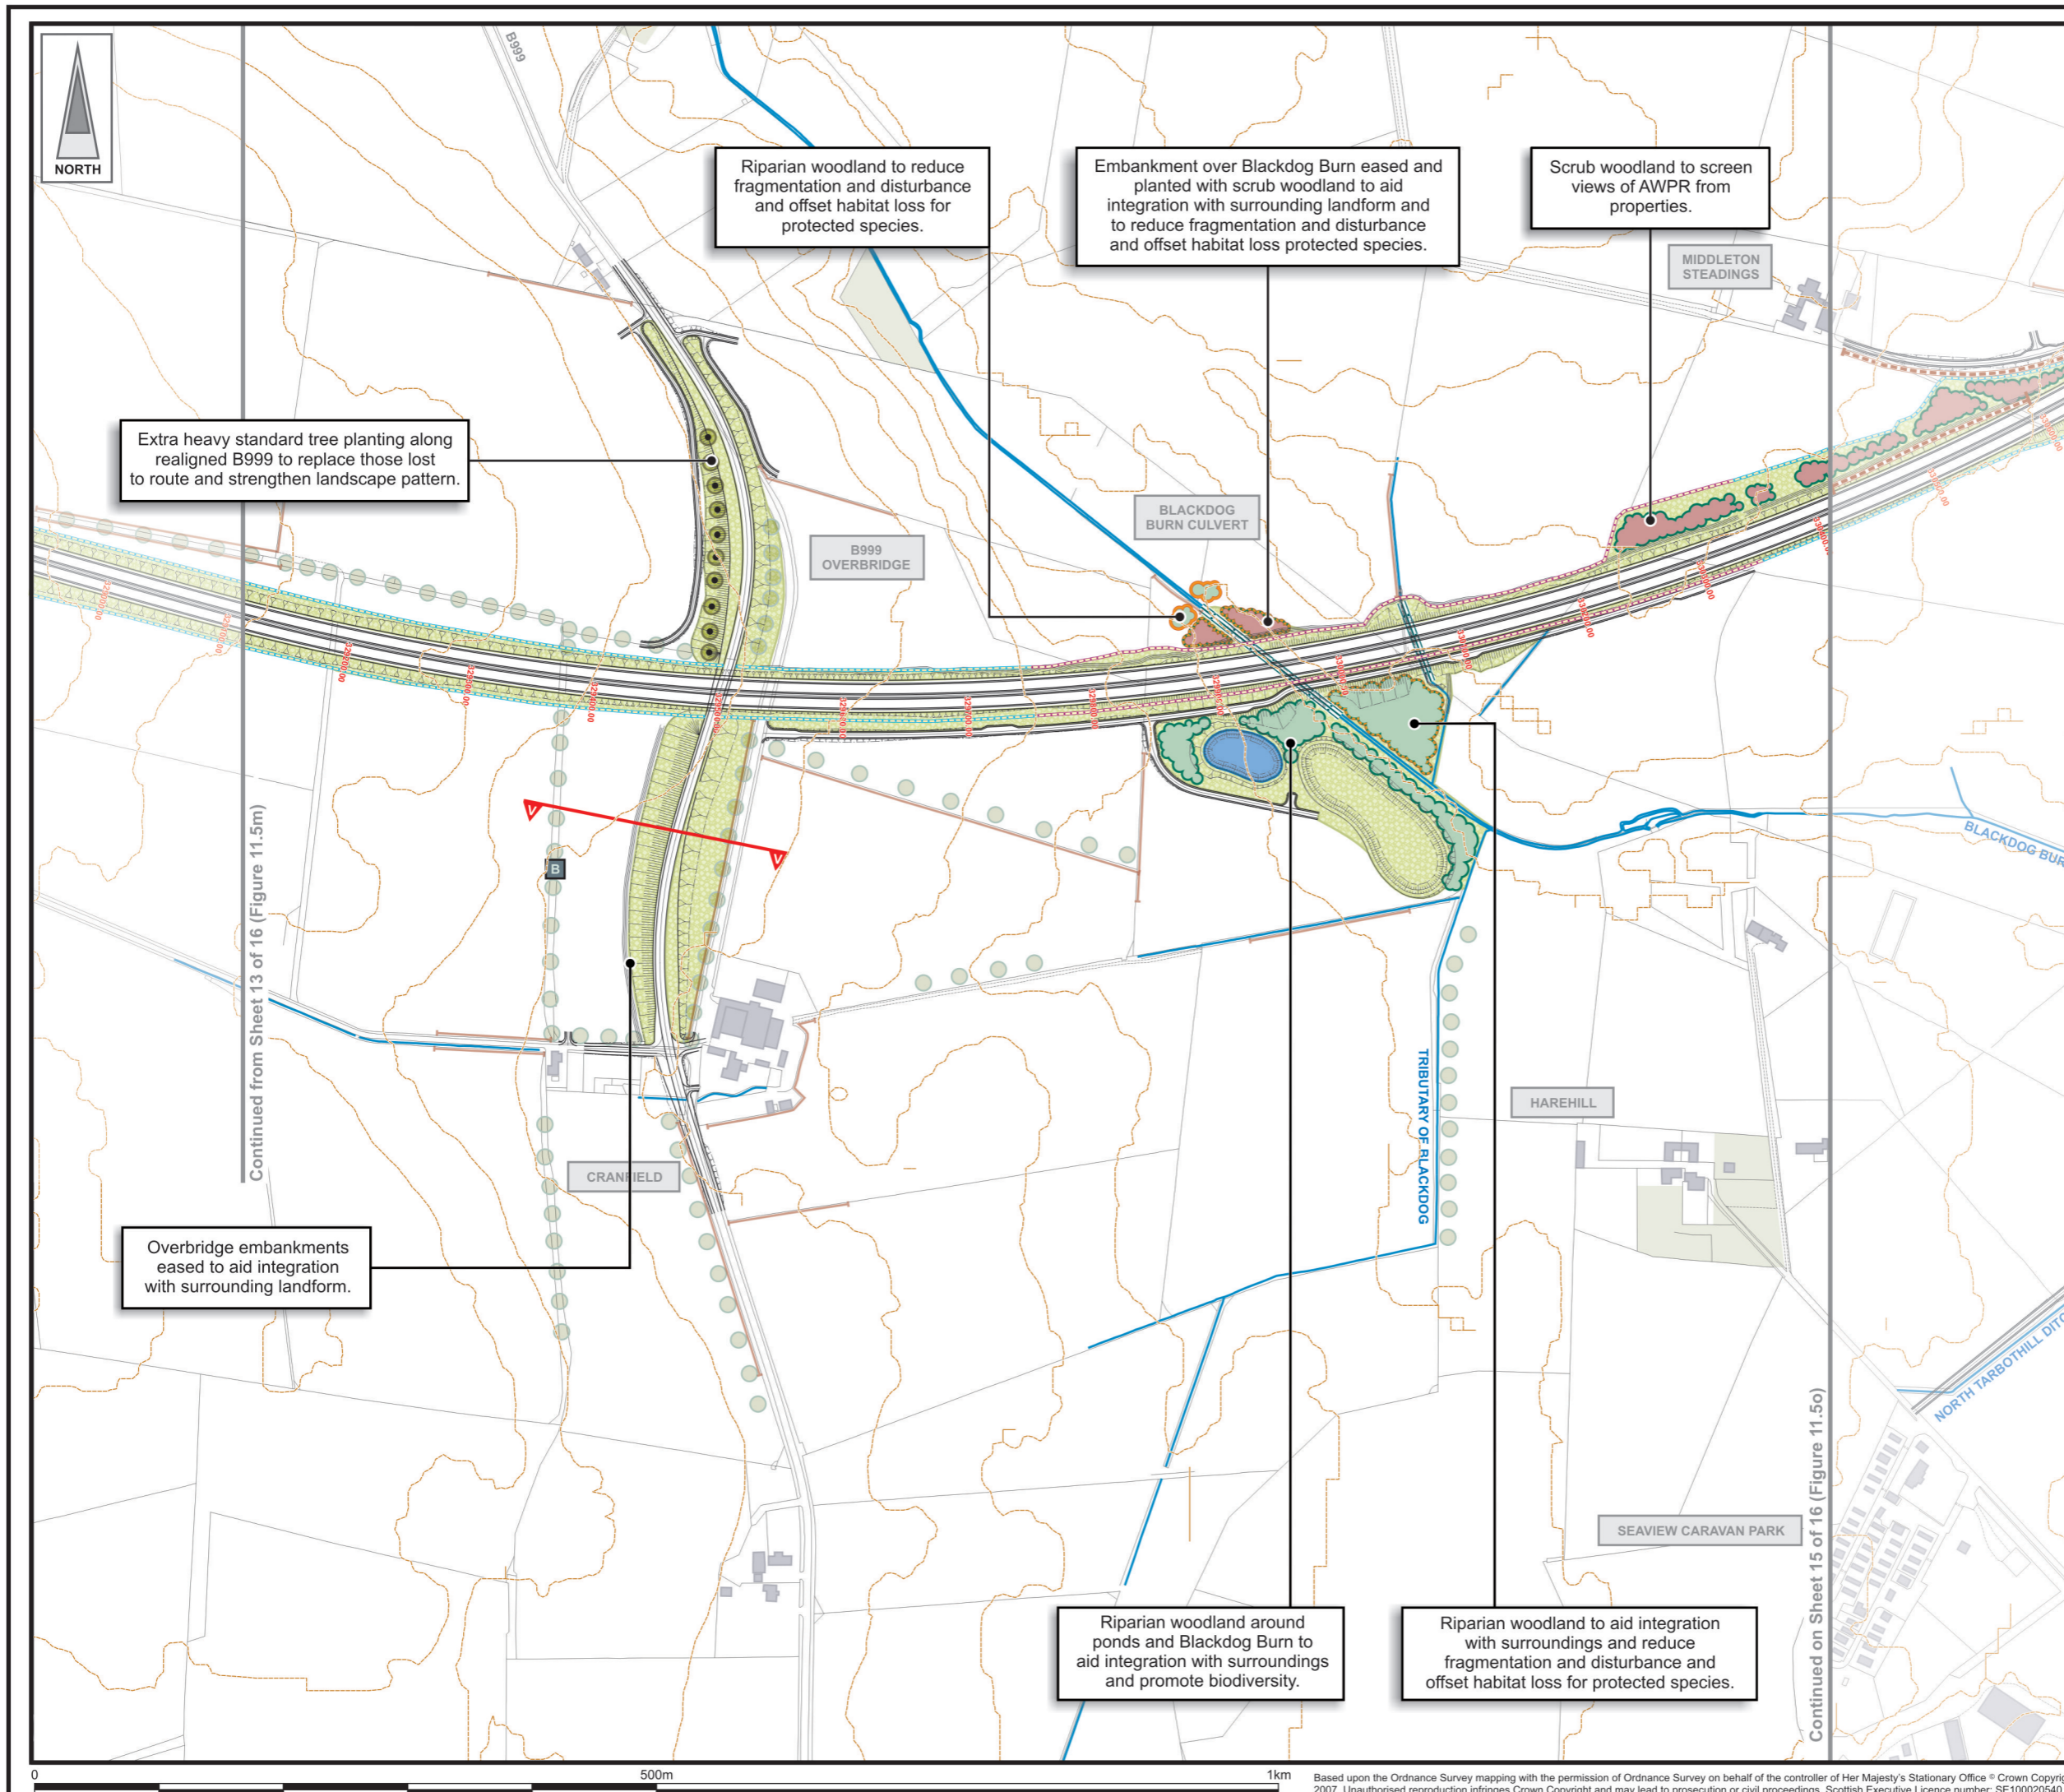 NORTH
B999
Riparian woodland to reduce
fragmentation and disturbance
and offset habitat loss for
protected species.
Embankment over Blackdog Burn eased and
planted with scrub woodland to aid
integration with surrounding landform and
to reduce fragmentation and disturbance
and offset habitat loss protected species.
Scrub woodland to screen
views of AWPR from
properties.
MIDDLETON
STEADINGS
Extra heavy standard tree planting along
realigned B999 to replace those lost
to route and strengthen landscape pattern.
BLACKDOG
BURN CULVERT
B999
OVERBRIDGE
V
V
B
BLACKDOG BUR
Continued from Sheet 13 of 16 (Figure 11.5m)
TRIBUTARY OF BLACKDOG
HAREHILL
CRANFIELD
Overbridge embankments
eased to aid integration
with surrounding landform.
NORTH TARBOTHILL DITC
SEAVIEW CARAVAN PARK
Continued on Sheet 15 of 16 (Figure 11.5o)
Riparian woodland around
ponds and Blackdog Burn to
aid integration with surroundings
and promote biodiversity.
Riparian woodland to aid integration
with surroundings and reduce
fragmentation and disturbance and
offset habitat loss for protected species.
0
500m
1km
Based upon the Ordnance Survey mapping with the permission of Ordnance Survey on behalf of the controller of Her Majesty's Stationary Office © Crown Copyri
2007. Unauthorised reproduction infringes Crown Copyright and may lead to prosecution or civil proceedings. Scottish Executive Licence number: SE100020540